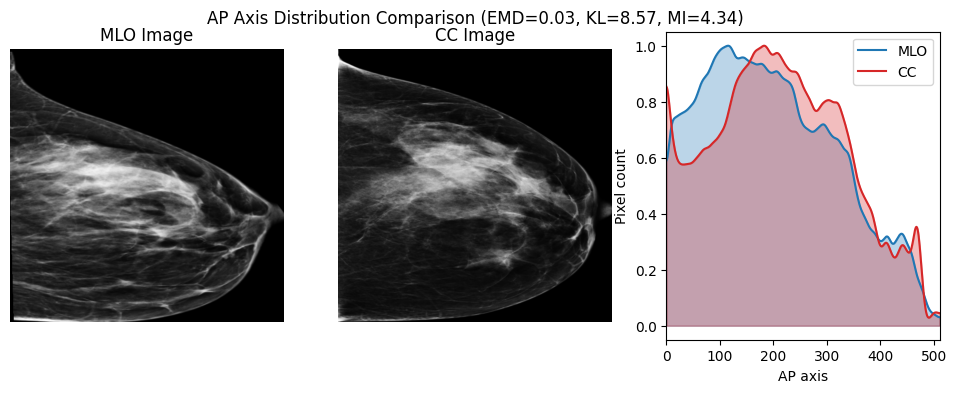 AP Axis Distribution Comparison (EMD=0.03, KL=8.57, MI=4.34)
MLO Image
CC Image
MLO
CC
Pixel count
1.0
0.8
0.6
0.4
0.2
0.0
0 100 200 300 400 500
AP axis